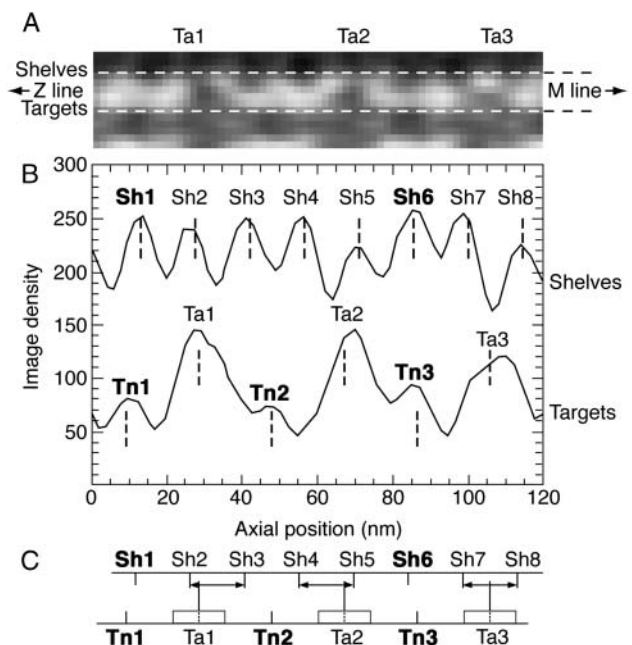 A
Ta1 Ta2 Ta3
Shelves
Z line M line
Targets
B
300
250
200
150
100
50
Image density
Sh1 Sh2 Sh3 Sh4 Sh5 Sh6 Sh7 Sh8
Shelves
Ta1 Ta2 Ta3
Tn1 Tn2 Tn3
Targets
0 20 40 60 80 100 120
Axial position (nm)
C
Sh1 Sh2 Sh3 Sh4 Sh5 Sh6 Sh7 Sh8
Tn1 Ta1 Tn2 Ta2 Tn3 Ta3